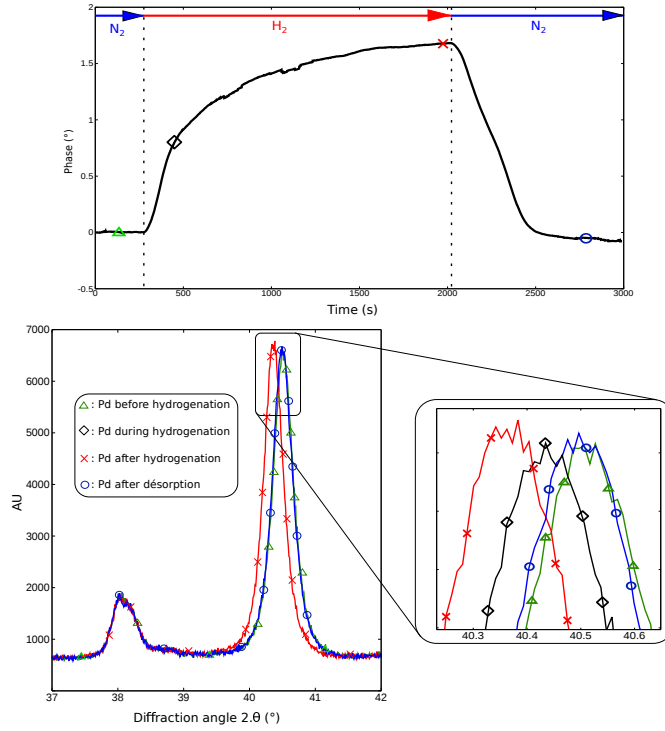 2
1.5
1
0.5
0
-0.5
Phase (°)
N2
H2
N2
0
500
1000
1500
2000
2500
3000
Time (s)
7000
6000
5000
4000
3000
2000
1000
0
AU
: Pd before hydrogenation
: Pd during hydrogenation
: Pd after hydrogenation
: Pd after désorption
37
38
39
40
41
42
Diffraction angle 2.θ (°)
40.3
40.4
40.5
40.6